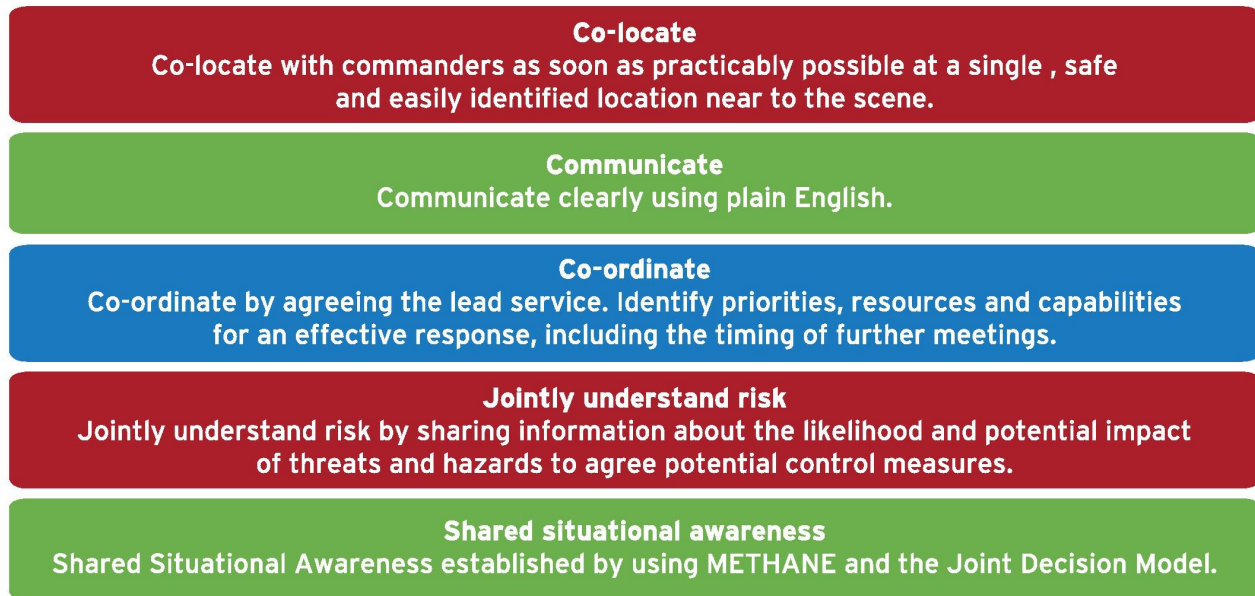 Co-locate
Co-locate with commanders as soon as practicably possible at a single , safe
and easily identified location near to the scene.
Communicate
Communicate clearly using plain English.
Co-ordinate
Co-ordinate by agreeing the lead service. Identify priorities, resources and capabilities
for an effective response, including the timing of further meetings.
Jointly understand risk
Jointly understand risk by sharing information about the likelihood and potential impact
of threats and hazards to agree potential control measures.
Shared situational awareness
Shared Situational Awareness established by using METHANE and the Joint Decision Model.